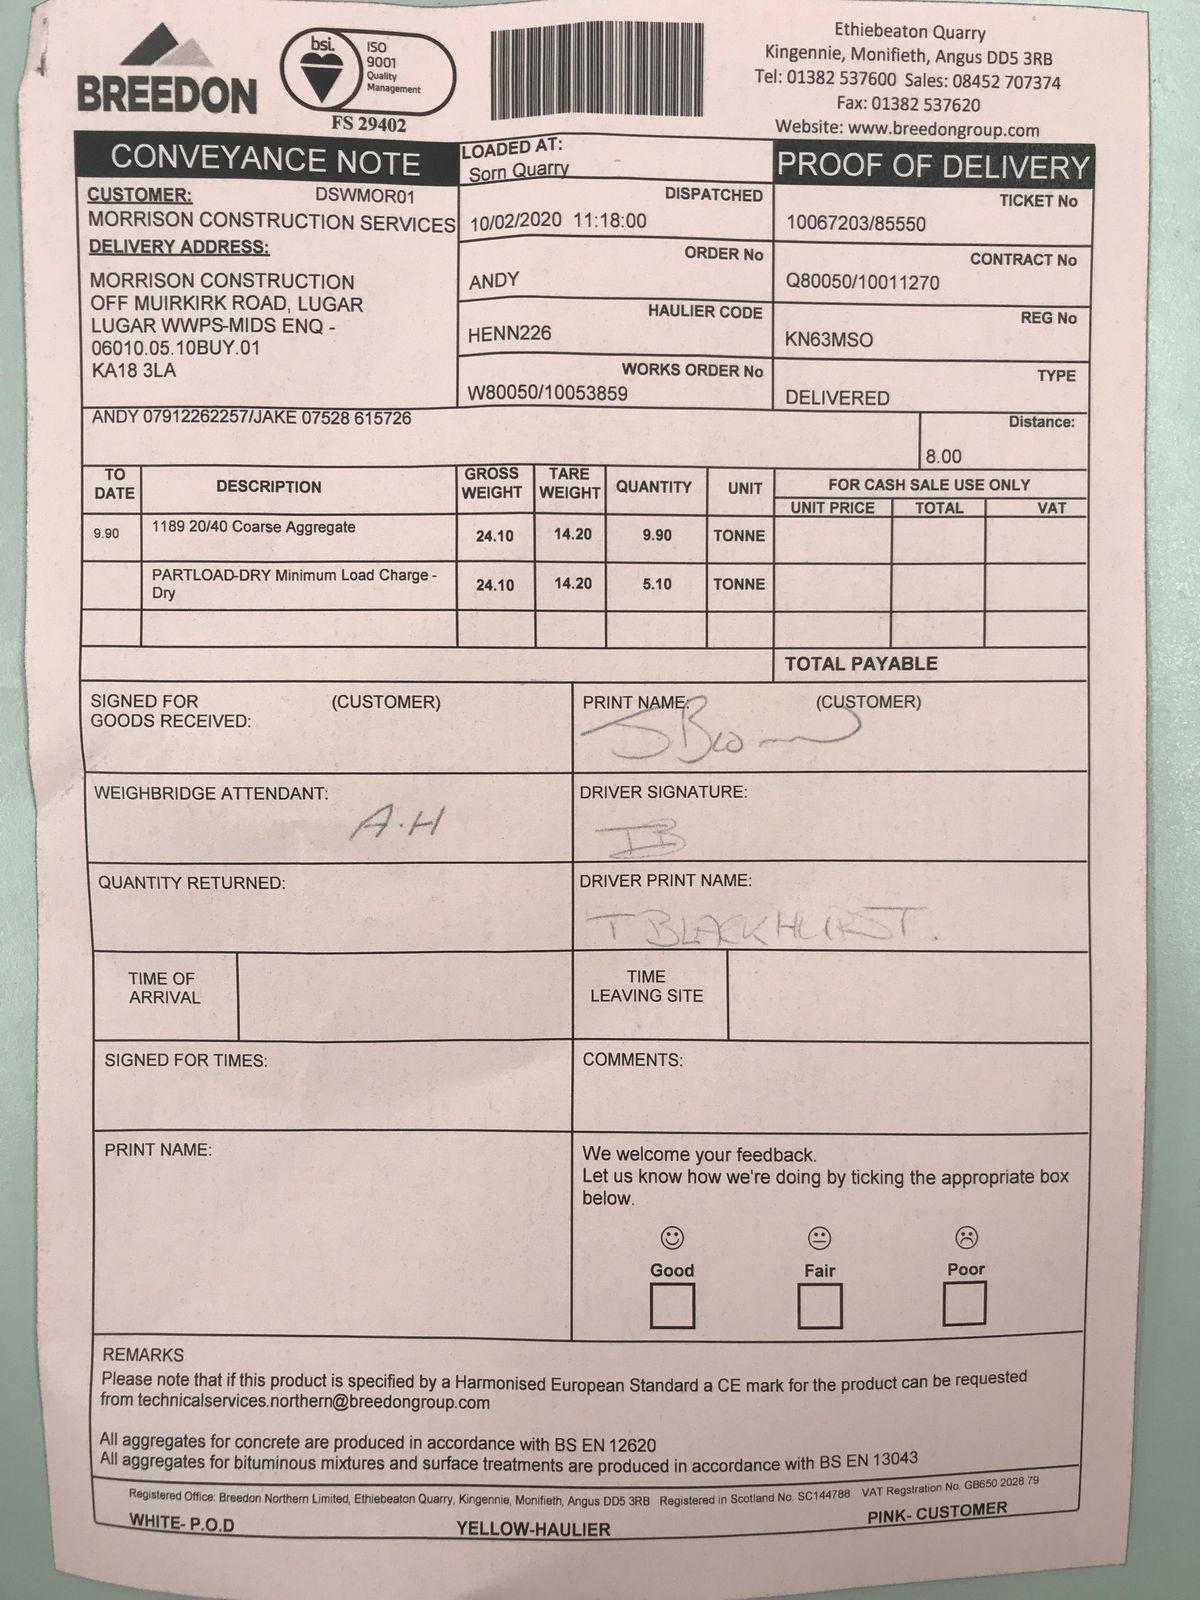 BREEDON
bsi.
ISO
9001
Quality
Management
FS 29402
Ethiebeaton Quarry
Kingennie, Monifieth, Angus DD5 3RB
Tel: 01382 537600 Sales: 08452 707374
Fax: 01382 537620
Website: www.breedongroup.com
CONVEYANCE NOTE
LOADED AT:
Sorn Quarry
PROOF OF DELIVERY
CUSTOMER: DSWMOR01
MORRISON CONSTRUCTION SERVICES
DISPATCHED
10/02/2020 11:18:00
TICKET No
10067203/85550
DELIVERY ADDRESS:
MORRISON CONSTRUCTION
OFF MUIRKIRK ROAD, LUGAR
LUGAR WWPS-MIDS ENQ -
06010.05.10BUY.01
KA18 3LA
ORDER No
ANDY
CONTRACT No
Q80050/10011270
HAULIER CODE
HENN226
REG No
KN63MSO
WORKS ORDER No
W80050/10053859
TYPE
DELIVERED
ANDY 07912262257/JAKE 07528 615726
Distance:
8.00
TO DATE DESCRIPTION GROSS WEIGHT TARE WEIGHT QUANTITY UNIT FOR CASH SALE USE ONLY
UNIT PRICE TOTAL VAT
9.90 1189 20/40 Coarse Aggregate 24.10 14.20 9.90 TONNE
PARTLOAD-DRY Minimum Load Charge - 24.10 14.20 5.10 TONNE
Dry
TOTAL PAYABLE
SIGNED FOR (CUSTOMER)
GOODS RECEIVED:
PRINT NAME: (CUSTOMER)
WEIGHBRIDGE ATTENDANT:
A.H
DRIVER SIGNATURE:
QUANTITY RETURNED:
DRIVER PRINT NAME:
T BLACKHURST.
TIME OF
ARRIVAL
TIME
LEAVING SITE
SIGNED FOR TIMES:
COMMENTS:
PRINT NAME:
We welcome your feedback.
Let us know how we're doing by ticking the appropriate box
below.
Good Fair Poor
REMARKS
Please note that if this product is specified by a Harmonised European Standard a CE mark for the product can be requested
from technicalservices.northern@breedongroup.com
All aggregates for concrete are produced in accordance with BS EN 12620
All aggregates for bituminous mixtures and surface treatments are produced in accordance with BS EN 13043
Registered Office: Breedon Northern Limited, Ethiebeaton Quarry, Kingennie, Monifieth, Angus DD5 3RB Registered in Scotland No. SC144788 VAT Regstration No. GB650 2028 79
WHITE- P.O.D YELLOW-HAULIER PINK- CUSTOMER